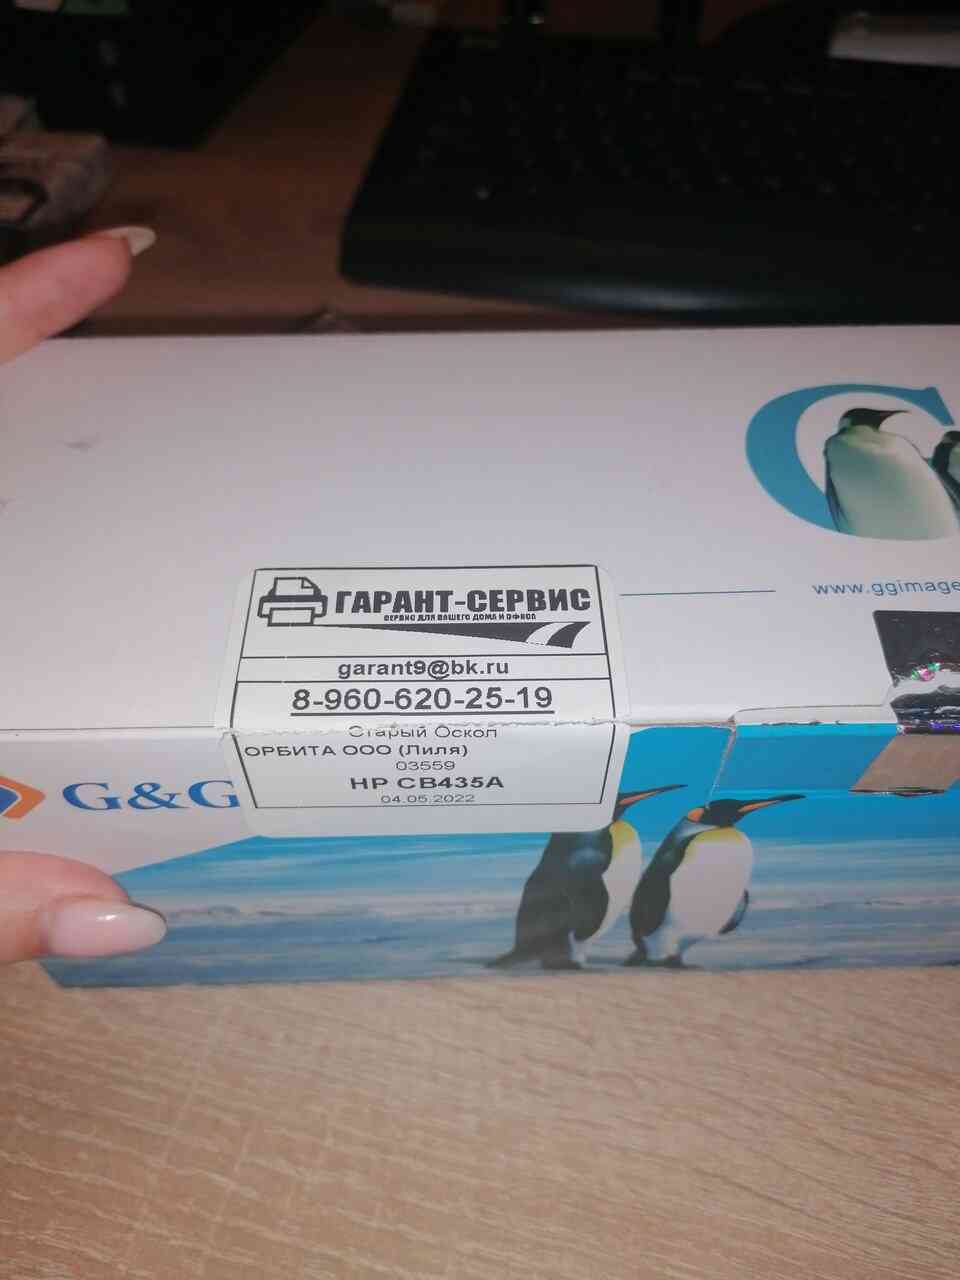 www.ggimage
ГАРАНТ-СЕРВИС
СЕРВИС ДЛЯ ВАШЕГО ДОМА И ОФИСА
garant9@bk.ru
8-960-620-25-19
Старый Оскол
ОРБИТА ООО (Лиля)
03559
HP CB435A
04.05.2022
G&G